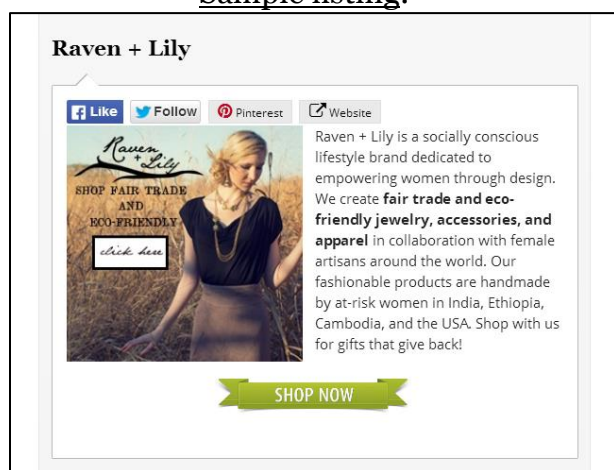 Sample listing:
Raven + Lily
Like Follow Pinterest Website
Raven
+ Lily
SHOP FAIR TRADE
AND
ECO-FRIENDLY
click here
Raven + Lily is a socially conscious
lifestyle brand dedicated to
empowering women through design.
We create fair trade and eco-
friendly jewelry, accessories, and
apparel in collaboration with female
artisans around the world. Our
fashionable products are handmade
by at-risk women in India, Ethiopia,
Cambodia, and the USA. Shop with us
for gifts that give back!
SHOP NOW